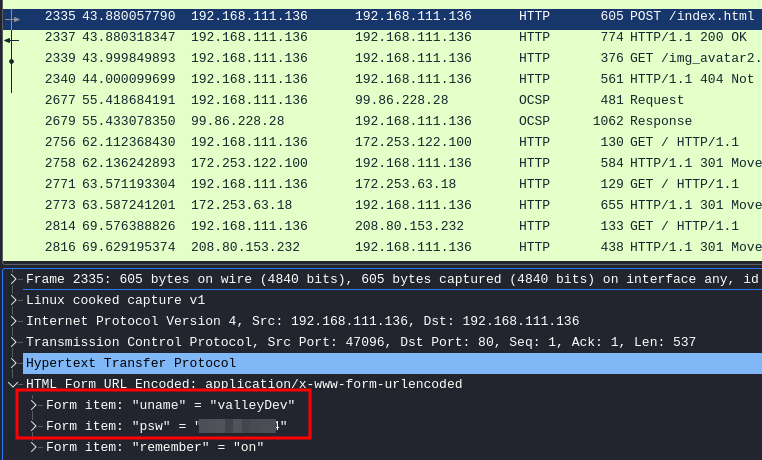 2335 43.880057790 192.168.111.136 192.168.111.136 HTTP 605 POST /index.html
2337 43.880318347 192.168.111.136 192.168.111.136 HTTP 774 HTTP/1.1 200 OK
2339 43.999849893 192.168.111.136 192.168.111.136 HTTP 376 GET /img_avatar2.
2340 44.000099699 192.168.111.136 192.168.111.136 HTTP 561 HTTP/1.1 404 Not
2677 55.418684191 192.168.111.136 99.86.228.28 OCSP 481 Request
2679 55.433078350 99.86.228.28 192.168.111.136 OCSP 1062 Response
2756 62.112368430 192.168.111.136 172.253.122.100 HTTP 130 GET / HTTP/1.1
2758 62.136242893 172.253.122.100 192.168.111.136 HTTP 584 HTTP/1.1 301 Move
2771 63.571193304 192.168.111.136 172.253.63.18 HTTP 129 GET / HTTP/1.1
2773 63.587241201 172.253.63.18 192.168.111.136 HTTP 655 HTTP/1.1 301 Move
2814 69.576388826 192.168.111.136 208.80.153.232 HTTP 133 GET / HTTP/1.1
2816 69.629195374 208.80.153.232 192.168.111.136 HTTP 438 HTTP/1.1 301 Move
Frame 2335: 605 bytes on wire (4840 bits), 605 bytes captured (4840 bits) on interface any, id
Linux cooked capture v1
Internet Protocol Version 4, Src: 192.168.111.136, Dst: 192.168.111.136
Transmission Control Protocol, Src Port: 47096, Dst Port: 80, Seq: 1, Ack: 1, Len: 537
Hypertext Transfer Protocol
HTML Form URL Encoded: application/x-www-form-urlencoded
Form item: "uname" = "valleyDev"
Form item: "psw" = "4"
Form item: "remember" = "on"